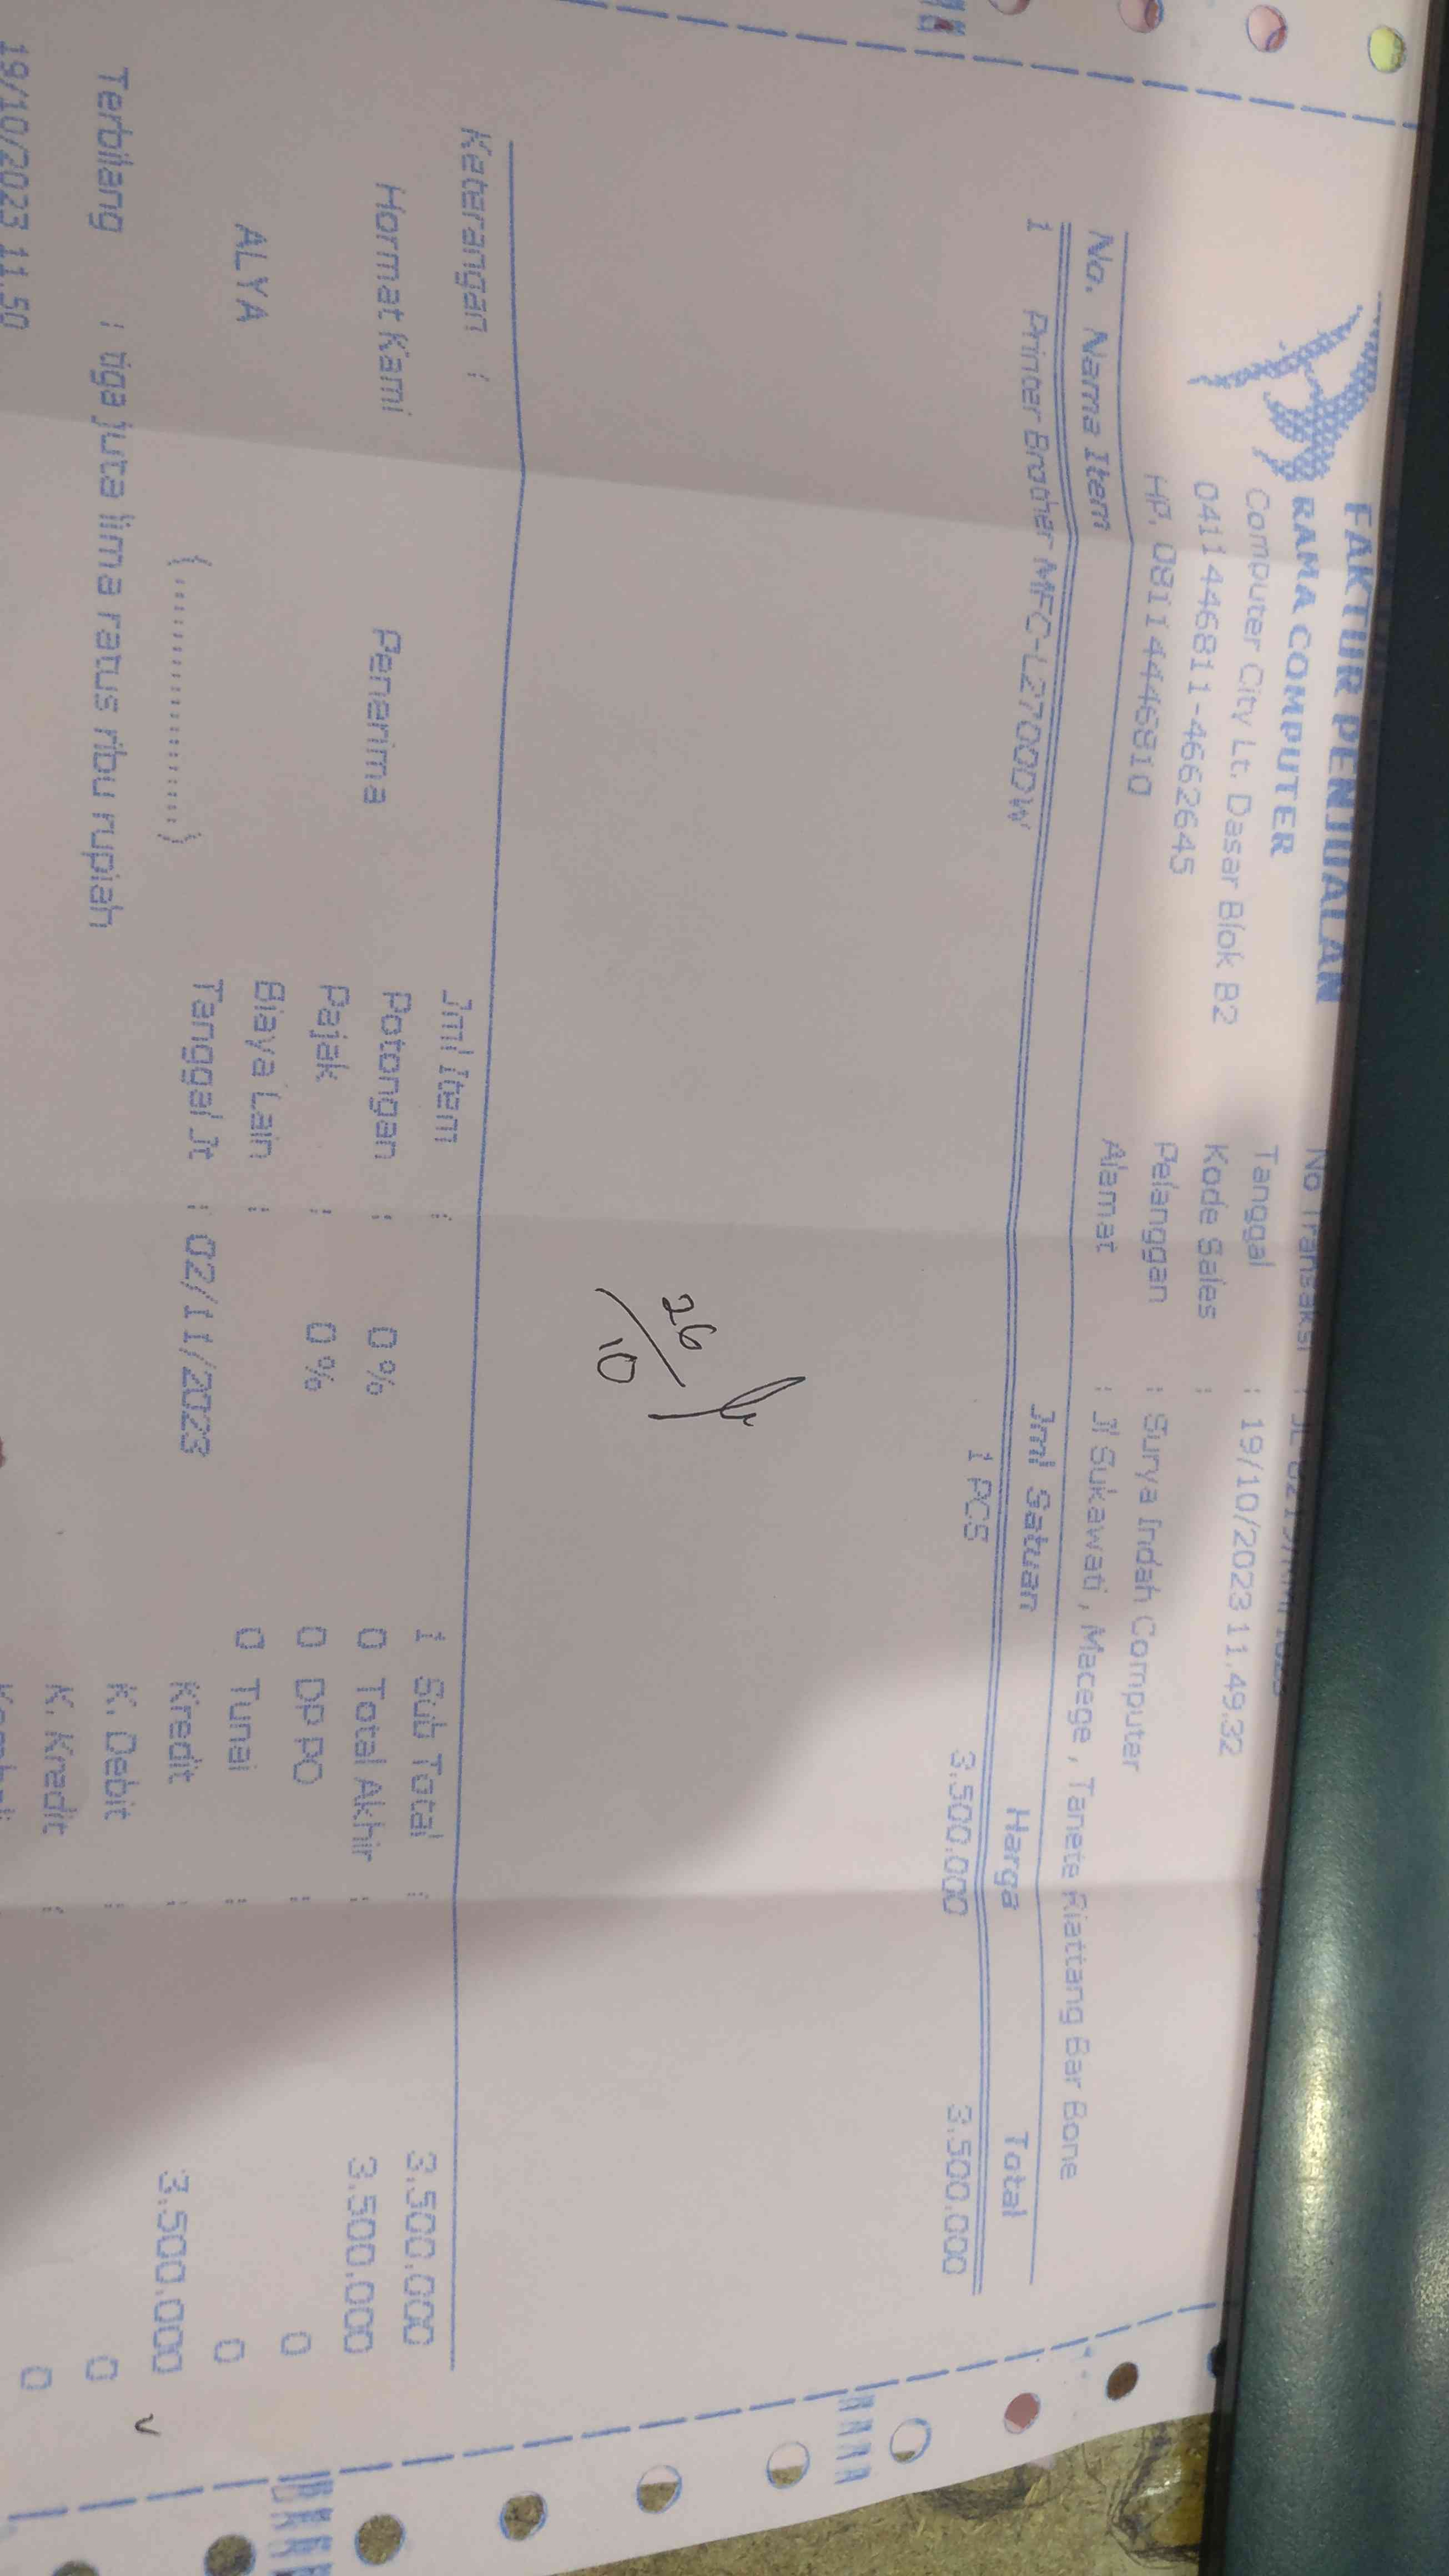 FAKTUR PENJUALAN
RAMA COMPUTER
Computer City Lt. Dasar Blok B2
0411 446811-4662645
HP. 0811 4446810
No Transaksi :
Tanggal : 19/10/2023 11.49.32
Kode Sales :
Pelanggan : Surya Indah Computer
Alamat : Jl Sukawati , Macege , Tanete Riattang Bar Bone
No. Nama Item Jml Satuan Harga Total
1 Printer Brother MFC-L2700DW 1 PCS 3.500.000 3.500.000
26/10
Keterangan : Jml Item : 1 Sub Total : 3.500.000
Hormat Kami Penerima Potongan : 0 % 0 Total Akhir : 3.500.000
Pajak : 0 % 0 DP PO : 0
ALYA Biaya Lain : 0 Tunai : 0
(................) Tanggal Jt : 02/11/2023 Kredit : 3.500.000
Terbilang : tiga juta lima ratus ribu rupiah K. Debit : 0
K. Kredit : 0
19/10/2023 11.50